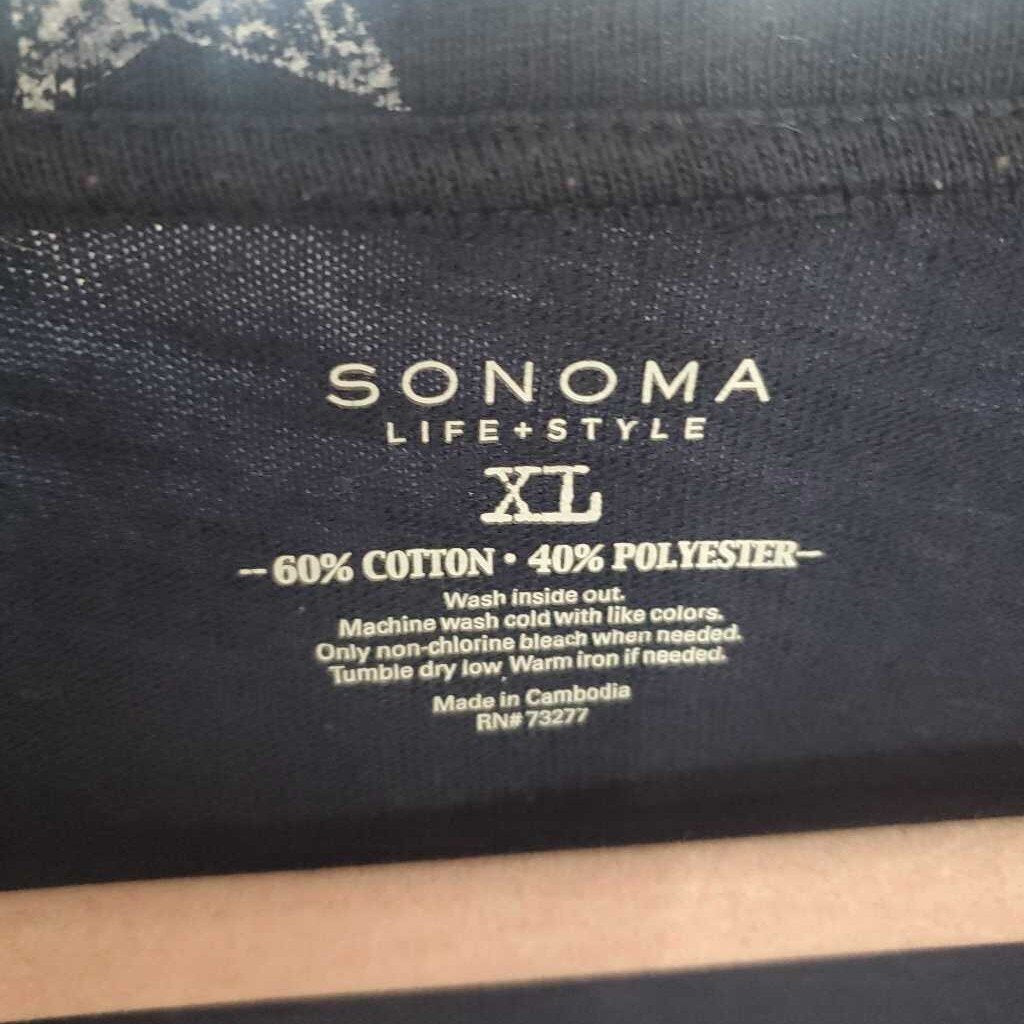 SONOMA
LIFE+STYLE
XL
-60% COTTON • 40% POLYESTER-
Wash inside out.
Machine wash cold with like colors.
Only non-chlorine bleach when needed.
Tumble dry low. Warm iron if needed.
Made in Cambodia
RN# 73277